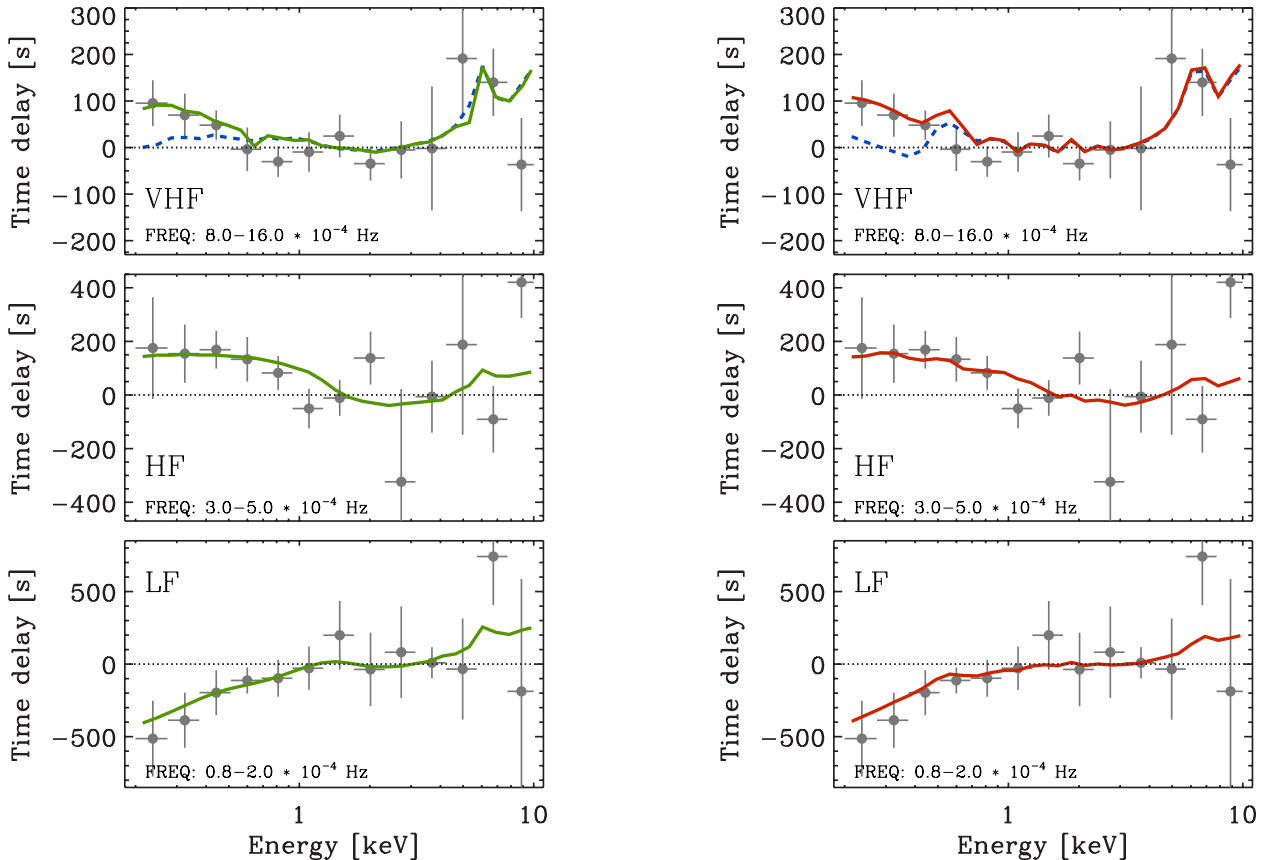 300
200
100
0
−100
−200
Time delay [s]
VHF
FREQ: 8.0−16.0 * 10⁻⁴ Hz
300
200
100
0
−100
−200
Time delay [s]
VHF
FREQ: 8.0−16.0 * 10⁻⁴ Hz
400
200
0
−200
−400
Time delay [s]
HF
FREQ: 3.0−5.0 * 10⁻⁴ Hz
400
200
0
−200
−400
Time delay [s]
HF
FREQ: 3.0−5.0 * 10⁻⁴ Hz
500
0
−500
Time delay [s]
LF
FREQ: 0.8−2.0 * 10⁻⁴ Hz
1 10
Energy [keV]
500
0
−500
Time delay [s]
LF
FREQ: 0.8−2.0 * 10⁻⁴ Hz
1 10
Energy [keV]